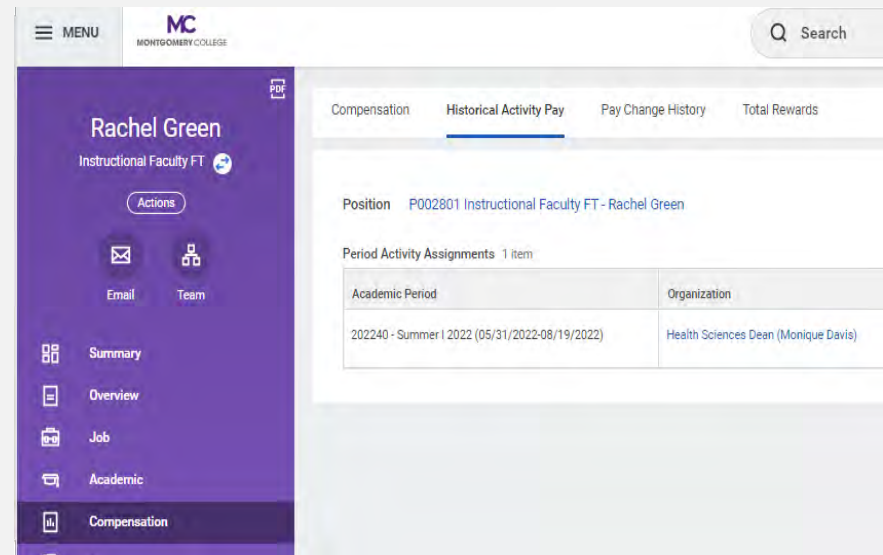 MENU
MC
MONTGOMERY COLLEGE
Search
PDF
Rachel Green
Instructional Faculty FT
Actions
Email Team
Summary
Overview
Job
Academic
Compensation
Compensation Historical Activity Pay Pay Change History Total Rewards
Position P002801 Instructional Faculty FT - Rachel Green
Period Activity Assignments 1 item
Academic Period Organization
202240 - Summer I 2022 (05/31/2022-08/19/2022) Health Sciences Dean (Monique Davis)